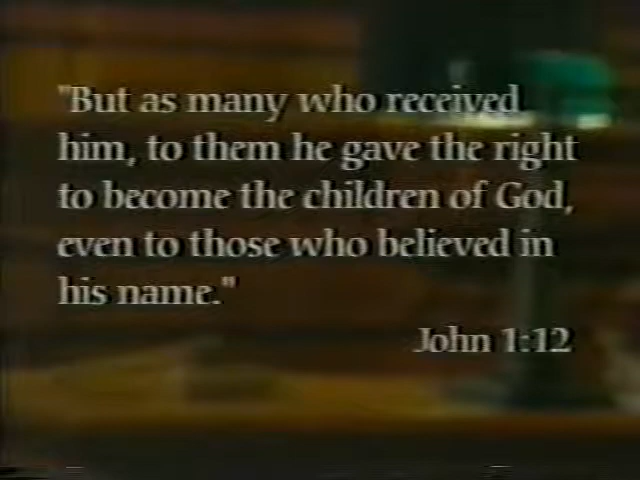 "But as many who received
him, to them he gave the right
to become the children of God,
even to those who believed in
his name."
John 1:12